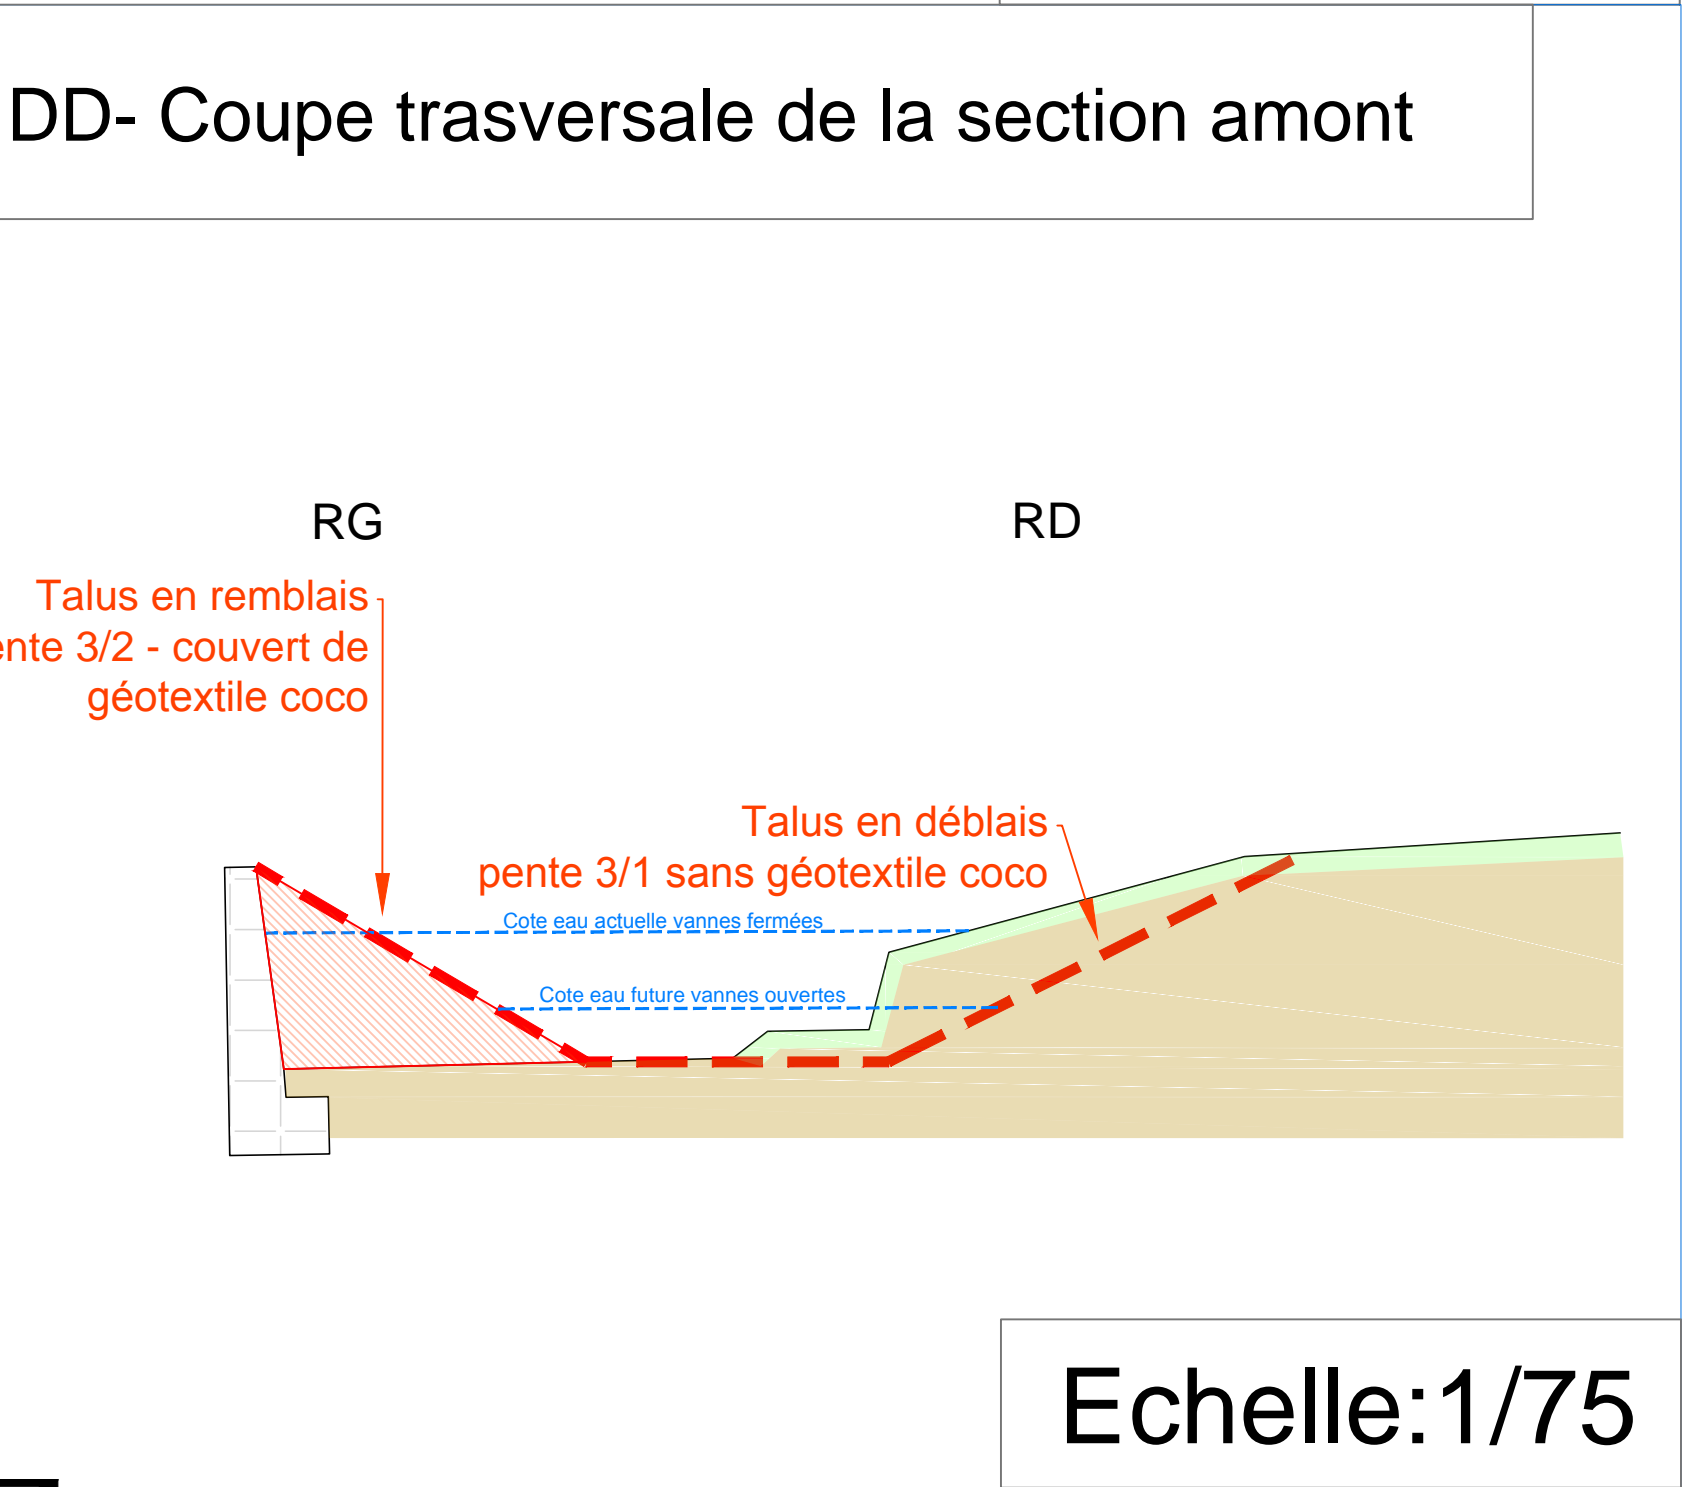 DD- Coupe trasversale de la section amont
RG
RD
Talus en remblais
3/2 - couvert de
géotextile coco
Talus en déblais
pente 3/1 sans géotextile coco
Cote eau actuelle vannes fermées
Cote eau future vannes ouvertes
Echelle:1/75